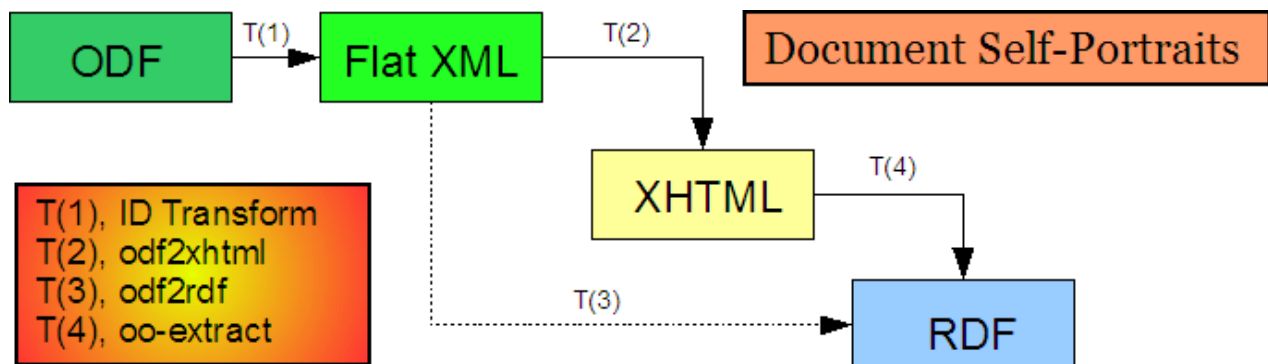 ODF
T(1)
Flat XML
T(2)
Document Self-Portraits
XHTML
T(4)
T(1), ID Transform
T(2), odf2xhtml
T(3), odf2rdf
T(4), oo-extract
T(3)
RDF